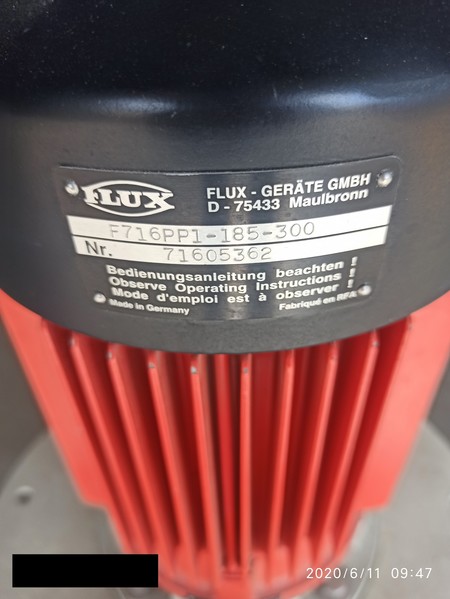 FLUX
FLUX - GERÄTE GMBH
D - 75433 Maulbronn
F716PP1-185-300
Nr. 71605362
Bedienungsanleitung beachten !
Observe Operating Instructions !
Mode d'emploi est à observer !
Made in Germany Fabriqué en RFA
2020/6/11 09:47